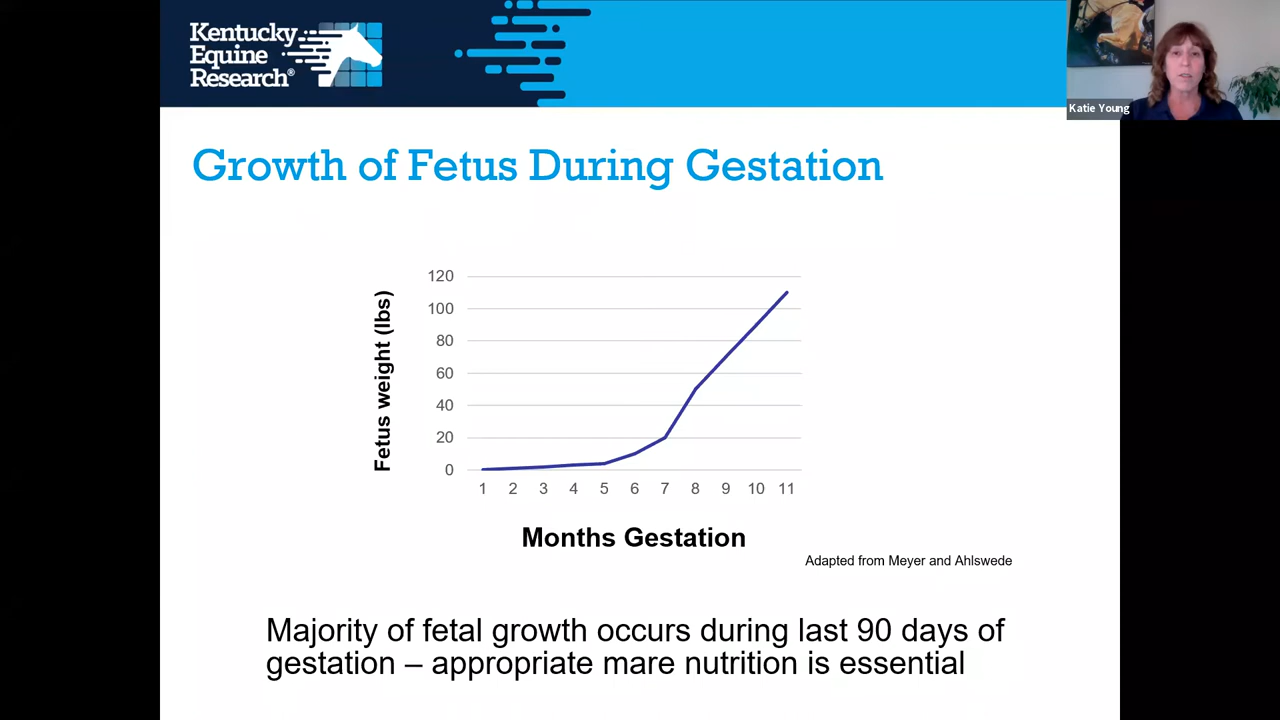 Kentucky
Equine
Research®
Katie Young
Growth of Fetus During Gestation
Fetus weight (lbs)
120
100
80
60
40
20
0
1 2 3 4 5 6 7 8 9 10 11
Months Gestation
Adapted from Meyer and Ahlswede
Majority of fetal growth occurs during last 90 days of
gestation – appropriate mare nutrition is essential